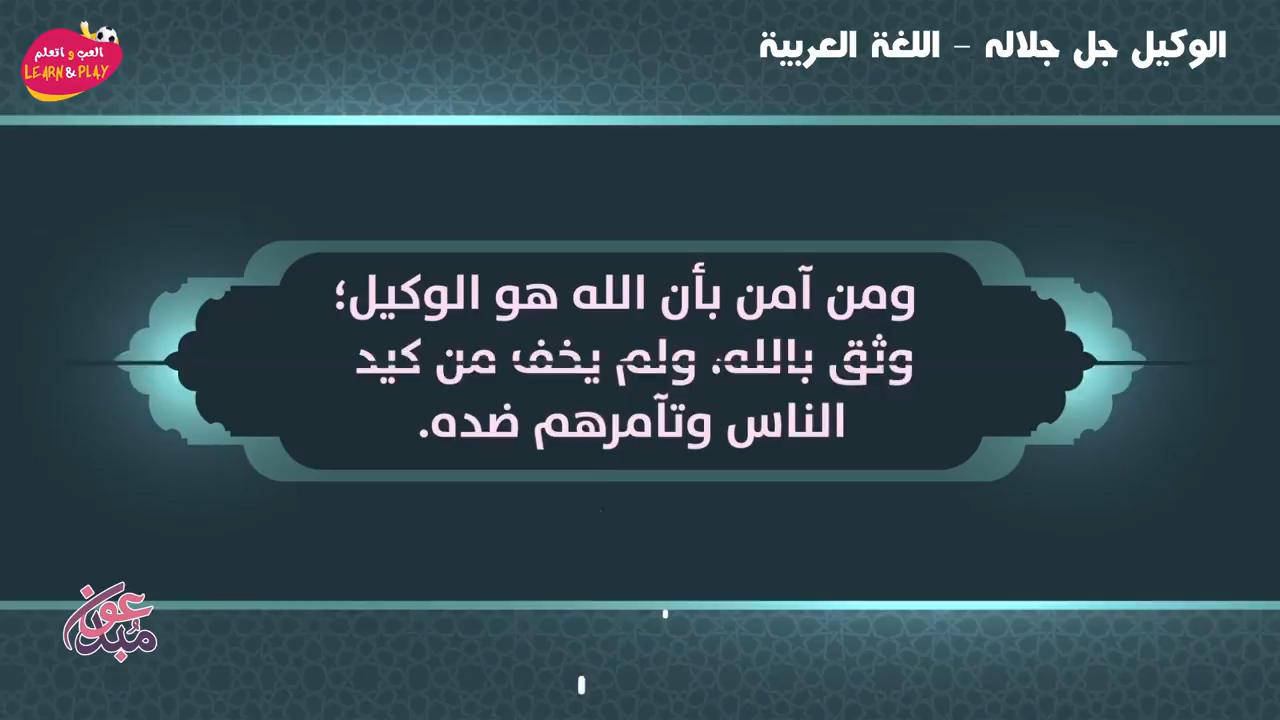 الوكيل جل جلاله – اللغة العربية
العب و اتعلم
LEARN & PLAY
ومن آمن بأن الله هو الوكيل؛
وثق بالله، ولم يخف من كيد
الناس وتآمرهم ضده.
مبدعون